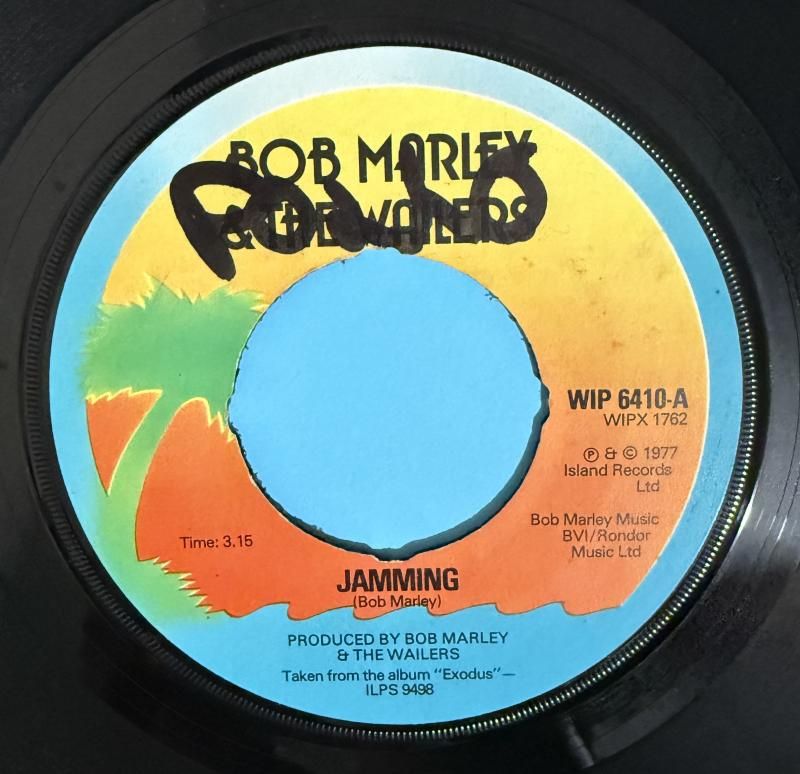 BOB MARLEY
& THE WAILERS
WIP 6410-A
WIPX 1762
℗ & © 1977
Island Records
Ltd
Bob Marley Music
BVI/Rondor
Music Ltd
Time: 3.15
JAMMING
(Bob Marley)
PRODUCED BY BOB MARLEY
& THE WAILERS
Taken from the album "Exodus"—
ILPS 9498